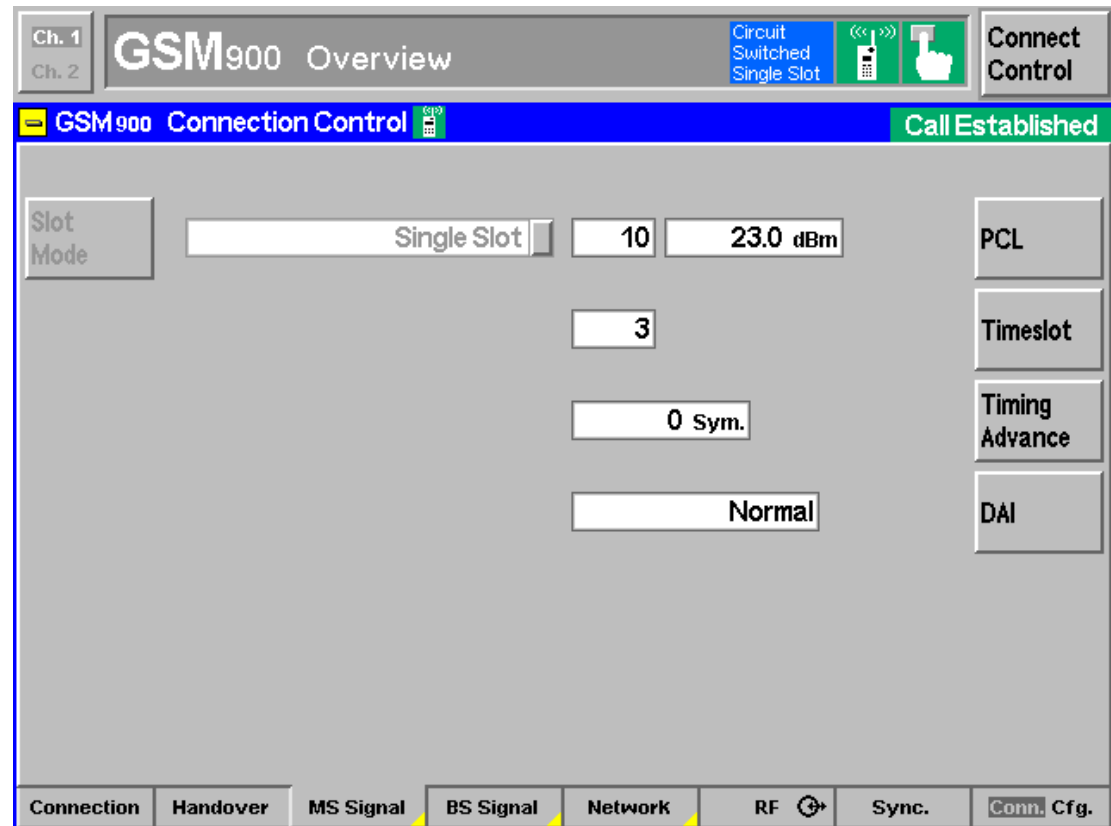 Ch. 1
Ch. 2
GSM900 Overview
Circuit
Switched
Single Slot
Connect
Control
GSM900 Connection Control
Call Established
Slot
Mode
Single Slot
10
23.0 dBm
PCL
3
Timeslot
0 Sym.
Timing
Advance
Normal
DAI
Connection
Handover
MS Signal
BS Signal
Network
RF
Sync.
Conn. Cfg.